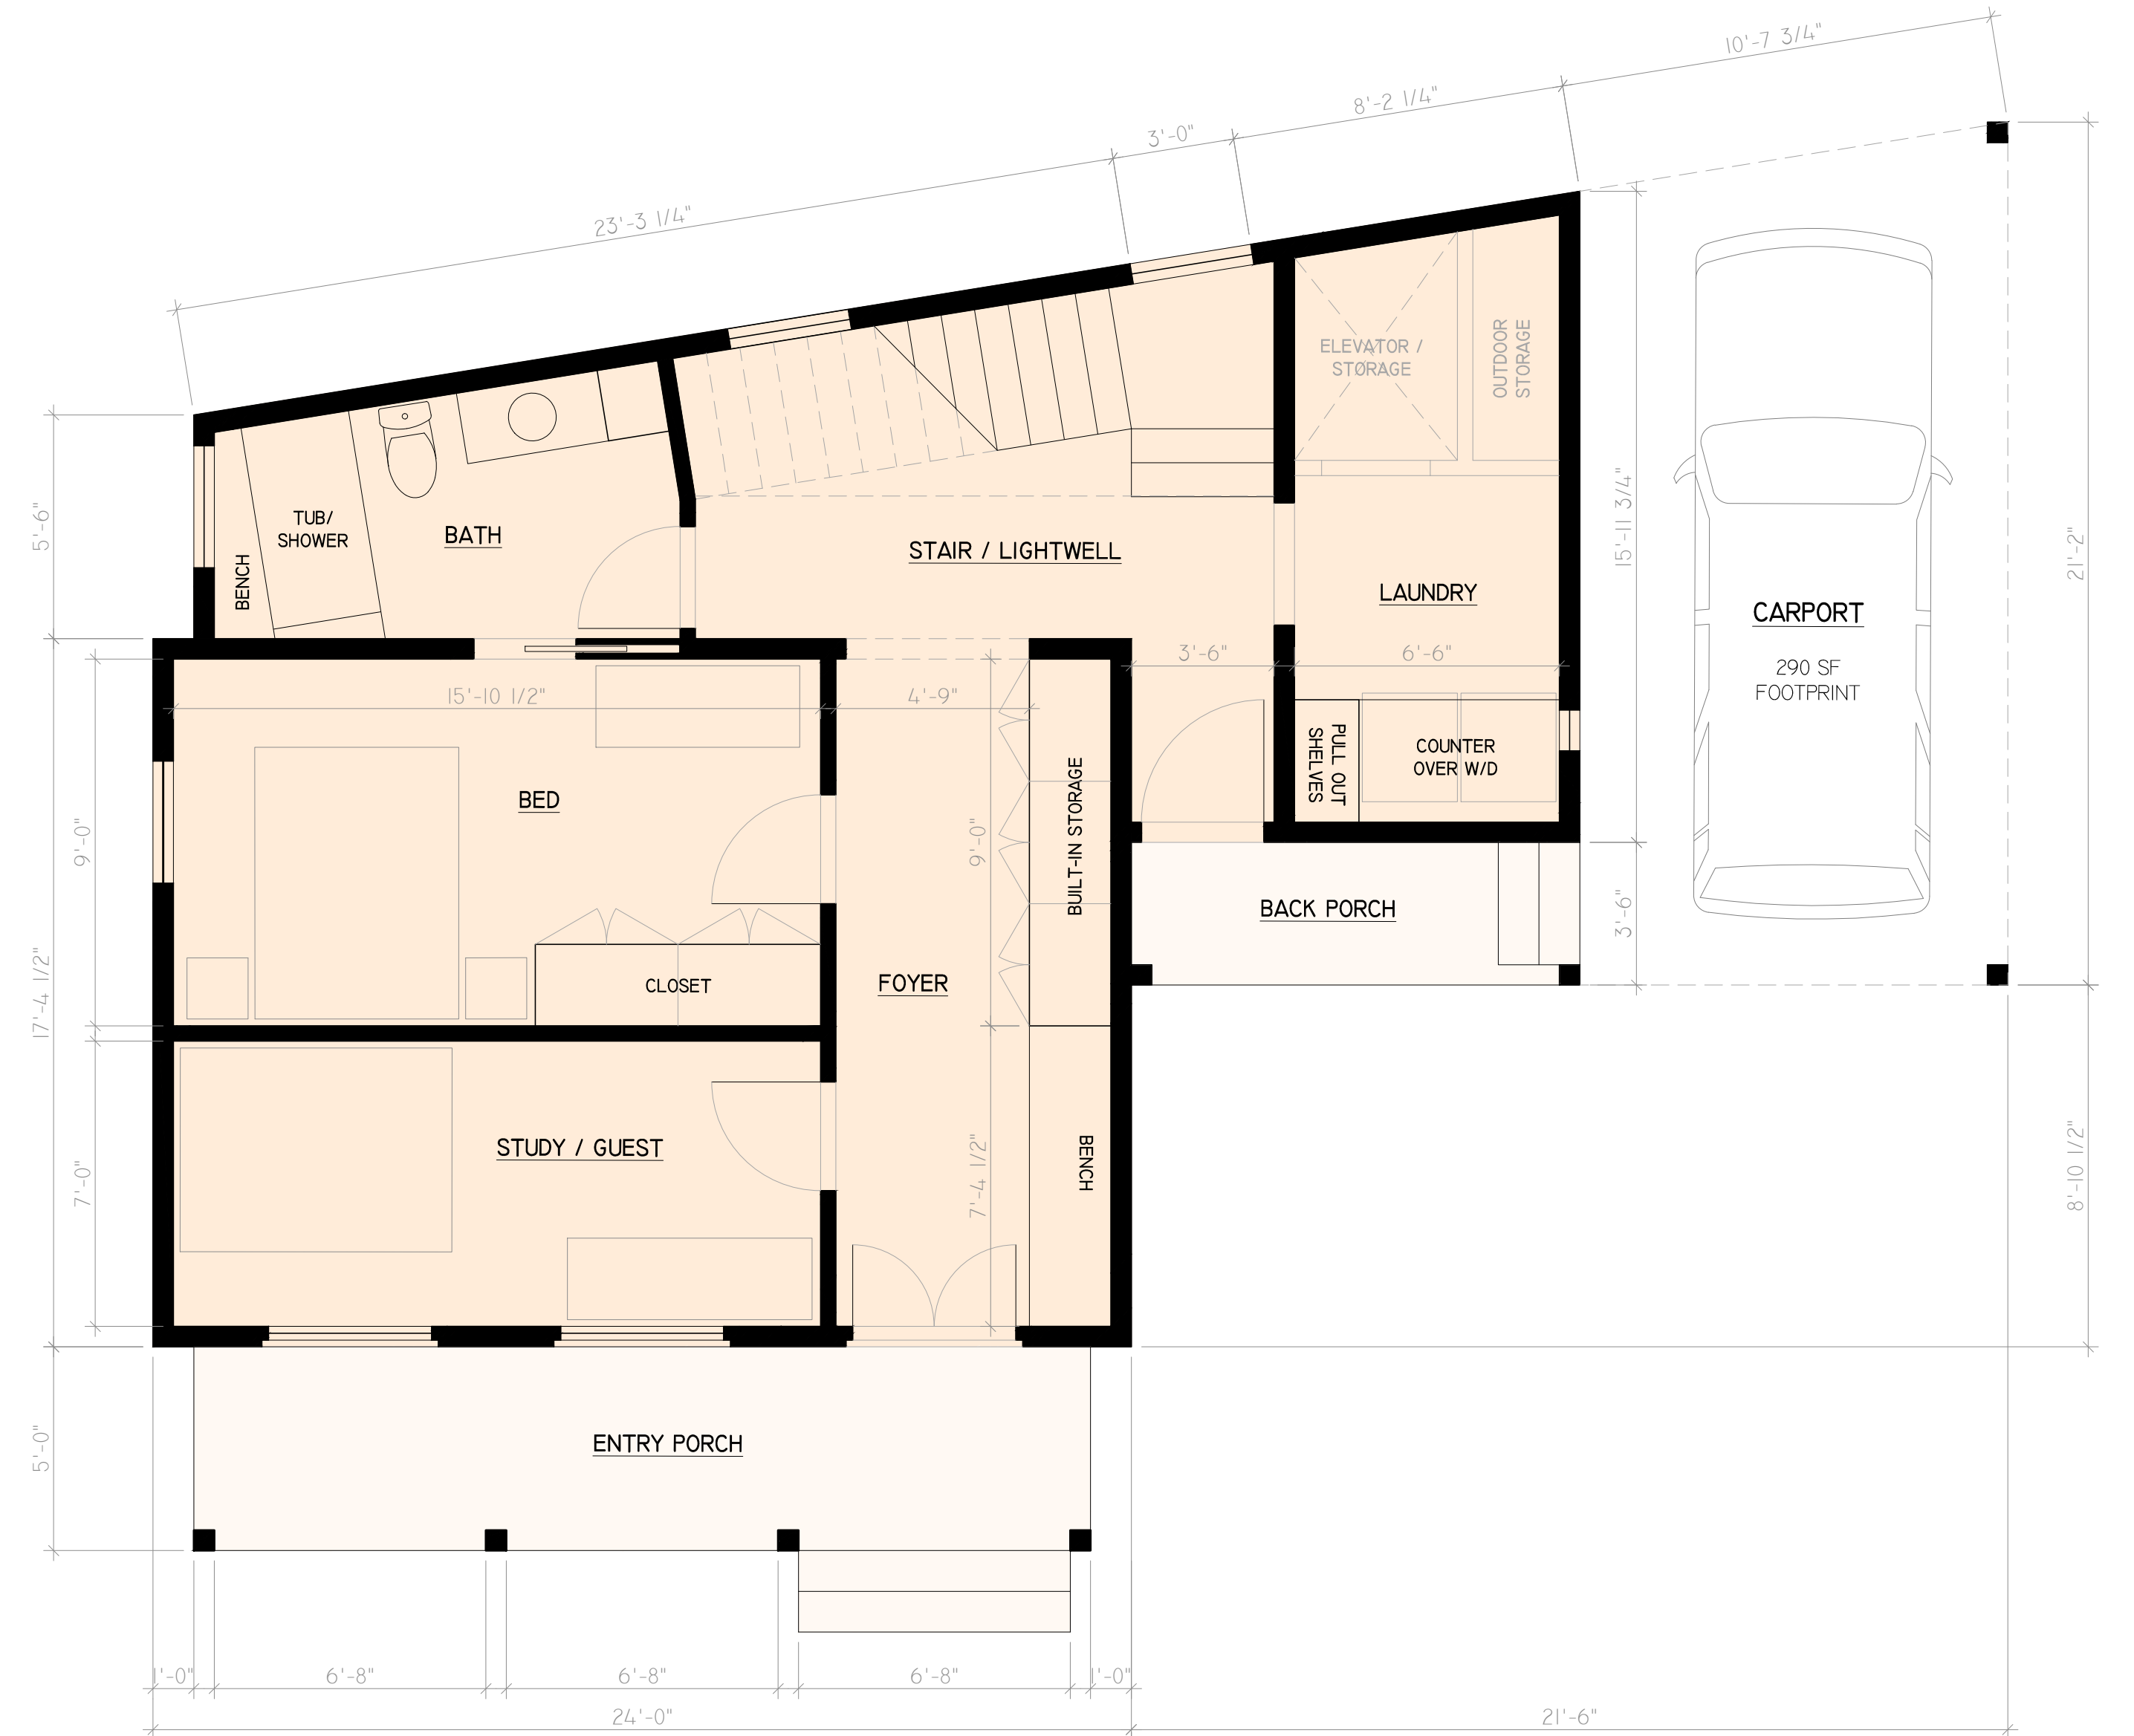 10'-7 3/4"
8'-2 1/4"
3'-0"
23'-3 1/4"
ELEVATOR /
STORAGE
OUTDOOR
STORAGE
5'-6"
TUB/
SHOWER
BENCH
BATH
STAIR / LIGHTWELL
LAUNDRY
15'-11 3/4"
21'-2"
CARPORT
290 SF
FOOTPRINT
15'-10 1/2"
4'-9"
3'-6"
6'-6"
BED
9'-0"
17'-4 1/2"
9'-0"
BUILT-IN STORAGE
PULL OUT
SHELVES
COUNTER
OVER W/D
BACK PORCH
3'-6"
CLOSET
FOYER
STUDY / GUEST
7'-0"
7'-4 1/2"
BENCH
8'-10 1/2"
ENTRY PORCH
5'-0"
1'-0"
6'-8"
6'-8"
6'-8"
1'-0"
24'-0"
21'-6"